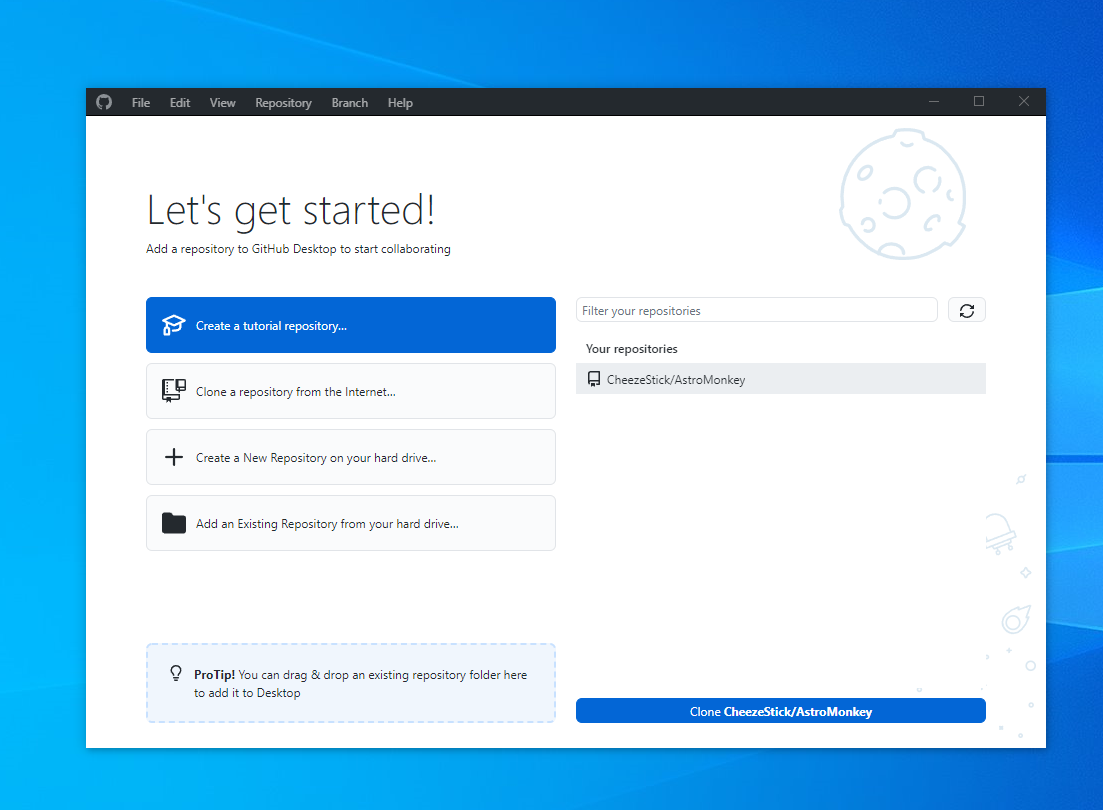 File Edit View Repository Branch Help
Let's get started!
Add a repository to GitHub Desktop to start collaborating
Create a tutorial repository...
Clone a repository from the Internet...
Create a New Repository on your hard drive...
Add an Existing Repository from your hard drive...
ProTip! You can drag & drop an existing repository folder here
to add it to Desktop
Filter your repositories
Your repositories
CheezeStick/AstroMonkey
Clone CheezeStick/AstroMonkey